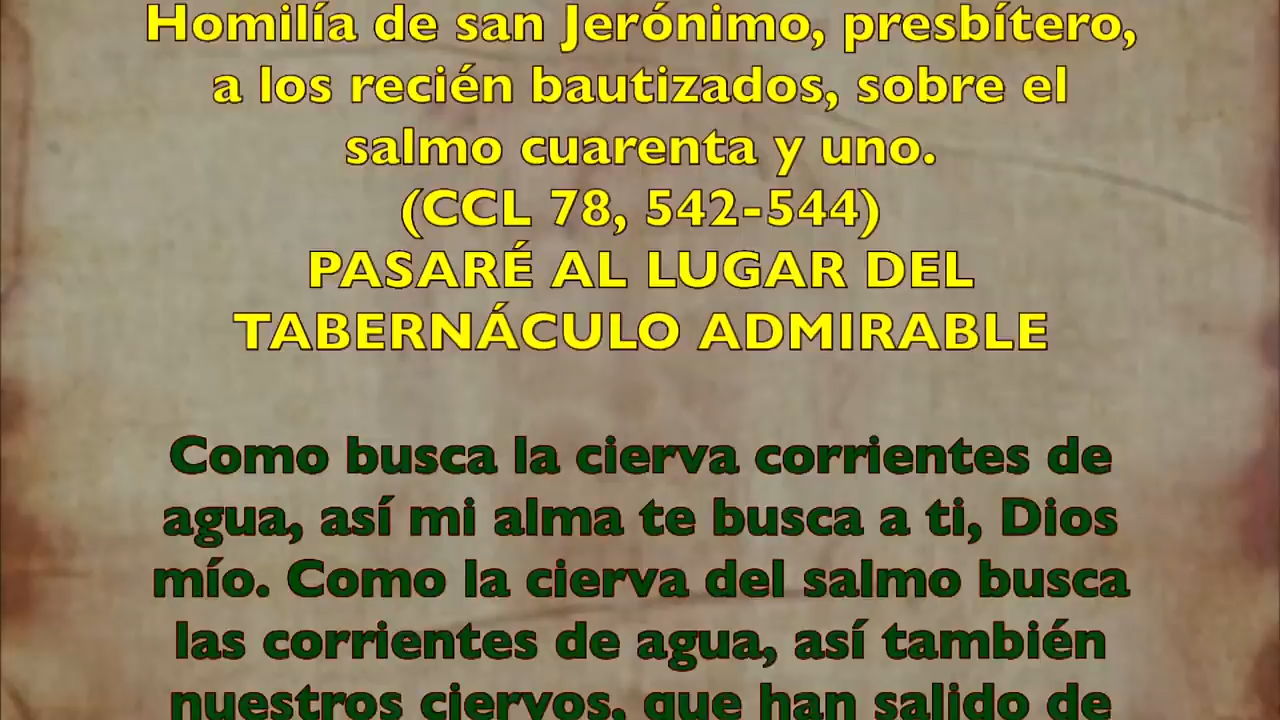 Homilía de san Jerónimo, presbítero,
a los recién bautizados, sobre el
salmo cuarenta y uno.
(CCL 78, 542-544)
PASARÉ AL LUGAR DEL
TABERNÁCULO ADMIRABLE
Como busca la cierva corrientes de
agua, así mi alma te busca a ti, Dios
mío. Como la cierva del salmo busca
las corrientes de agua, así también
nuestros ciervos, que han salido de